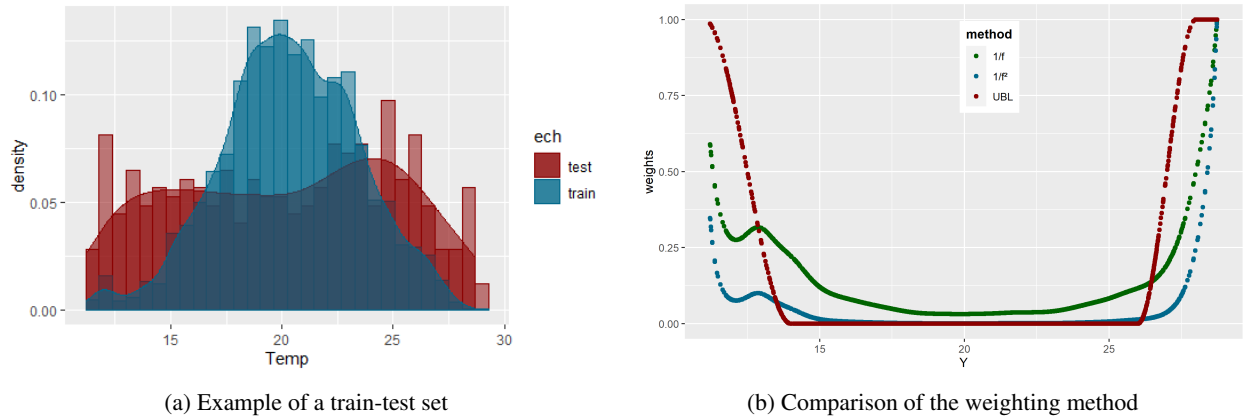 density
0.10
0.05
0.00
15
20
25
30
Temp
ech
test
train
(a) Example of a train-test set
weights
1.00
0.75
0.50
0.25
0.00
15
20
25
Y
method
1/f
1/f²
UBL
(b) Comparison of the weighting method